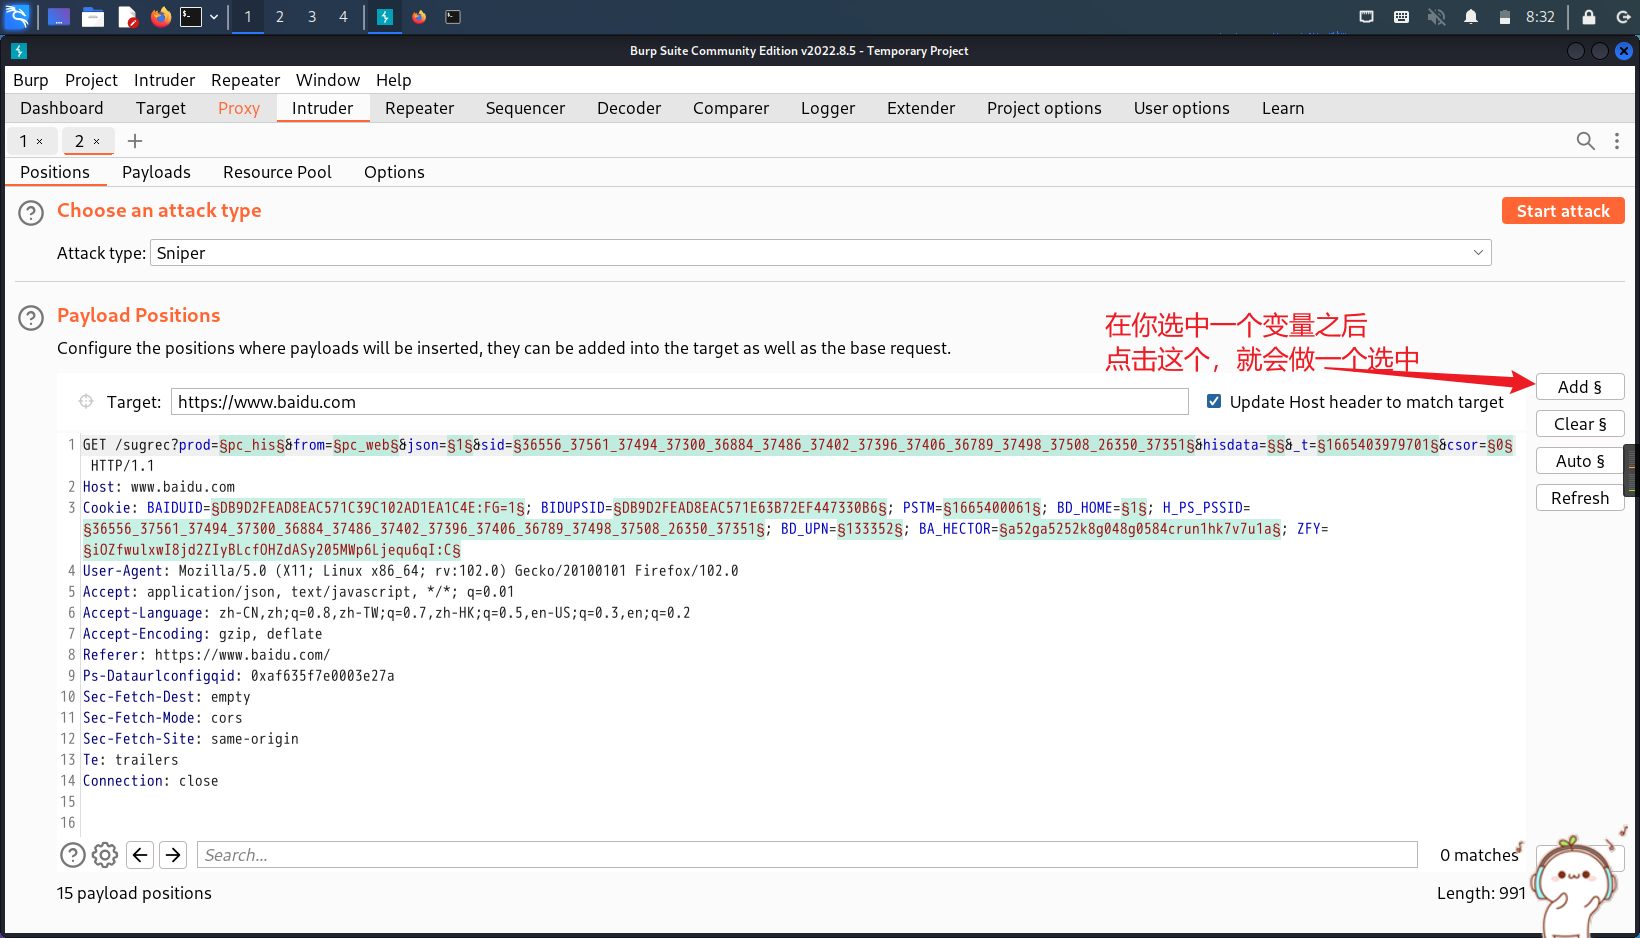 1 2 3 4 8:32
Burp Suite Community Edition v2022.8.5 - Temporary Project
Burp Project Intruder Repeater Window Help
Dashboard Target Proxy Intruder Repeater Sequencer Decoder Comparer Logger Extender Project options User options Learn
1 × 2 × +
Positions Payloads Resource Pool Options
? Choose an attack type Start attack
Attack type: Sniper
? Payload Positions
在你选中一个变量之后
Configure the positions where payloads will be inserted, they can be added into the target as well as the base request.
点击这个，就会做一个选中
Add §
Target: https://www.baidu.com Update Host header to match target
Clear §
Auto §
Refresh
1 GET /sugrec?prod=§pc_his§&from=§pc_web§&json=§1§&sid=§36556_37561_37494_37300_36884_37486_37402_37396_37406_36789_37498_37508_26350_37351§&hisdata=§§&_t=§1665403979701§&csor=§0§
HTTP/1.1
2 Host: www.baidu.com
3 Cookie: BAIDUID=§DB9D2FEAD8EAC571C39C102AD1EA1C4E:FG=1§; BIDUPSID=§DB9D2FEAD8EAC571E63B72EF447330B6§; PSTM=§1665400061§; BD_HOME=§1§; H_PS_PSSID=
§36556_37561_37494_37300_36884_37486_37402_37396_37406_36789_37498_37508_26350_37351§; BD_UPN=§133352§; BA_HECTOR=§a52ga5252k8g048g0584crun1hk7v7u1a§; ZFY=
§iOZfwulxwI8jd2ZIyBLcfOHZdASy205MWp6Ljequ6qI:C§
4 User-Agent: Mozilla/5.0 (X11; Linux x86_64; rv:102.0) Gecko/20100101 Firefox/102.0
5 Accept: application/json, text/javascript, */*; q=0.01
6 Accept-Language: zh-CN,zh;q=0.8,zh-TW;q=0.7,zh-HK;q=0.5,en-US;q=0.3,en;q=0.2
7 Accept-Encoding: gzip, deflate
8 Referer: https://www.baidu.com/
9 Ps-Dataurlconfigqid: 0xaf635f7e0003e27a
10 Sec-Fetch-Dest: empty
11 Sec-Fetch-Mode: cors
12 Sec-Fetch-Site: same-origin
13 Te: trailers
14 Connection: close
15
16
? Search... 0 matches
15 payload positions Length: 991